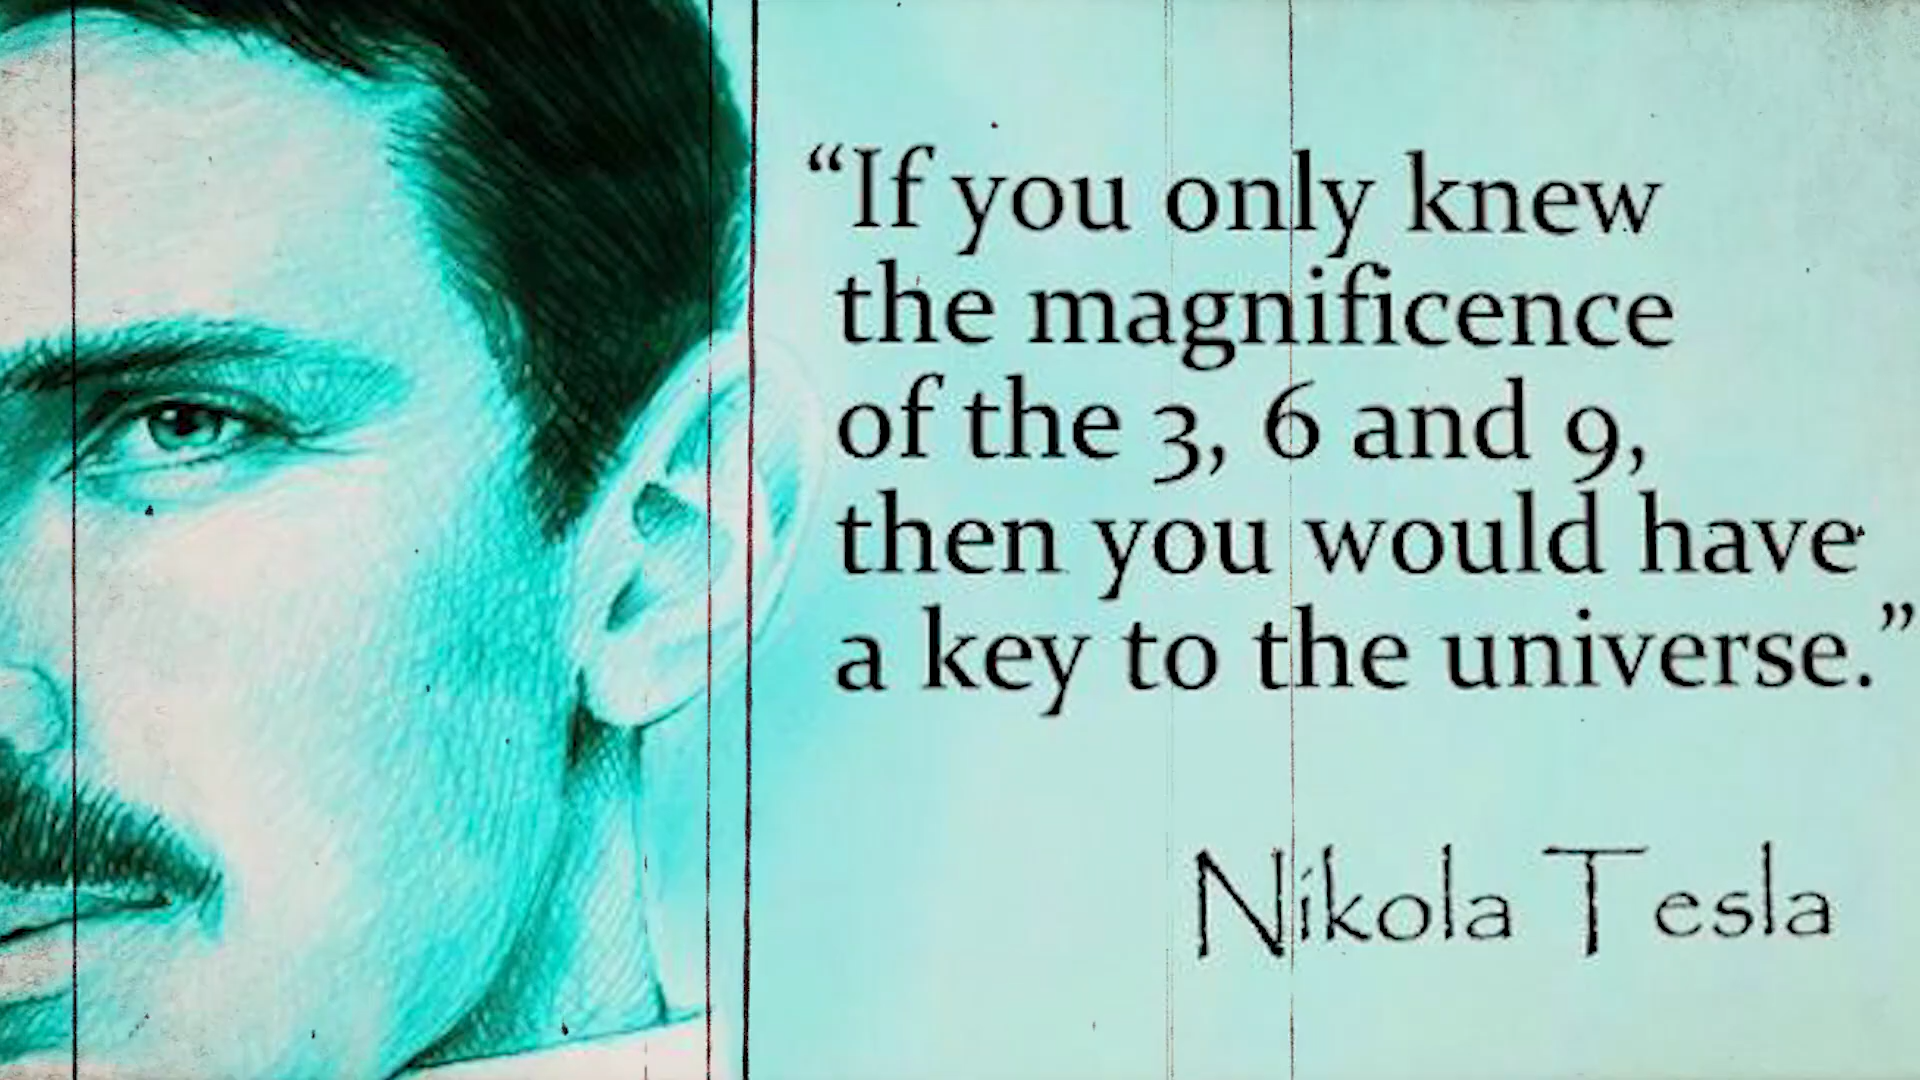 “If you only knew
the magnificence
of the 3, 6 and 9,
then you would have
a key to the universe.”
Nikola Tesla